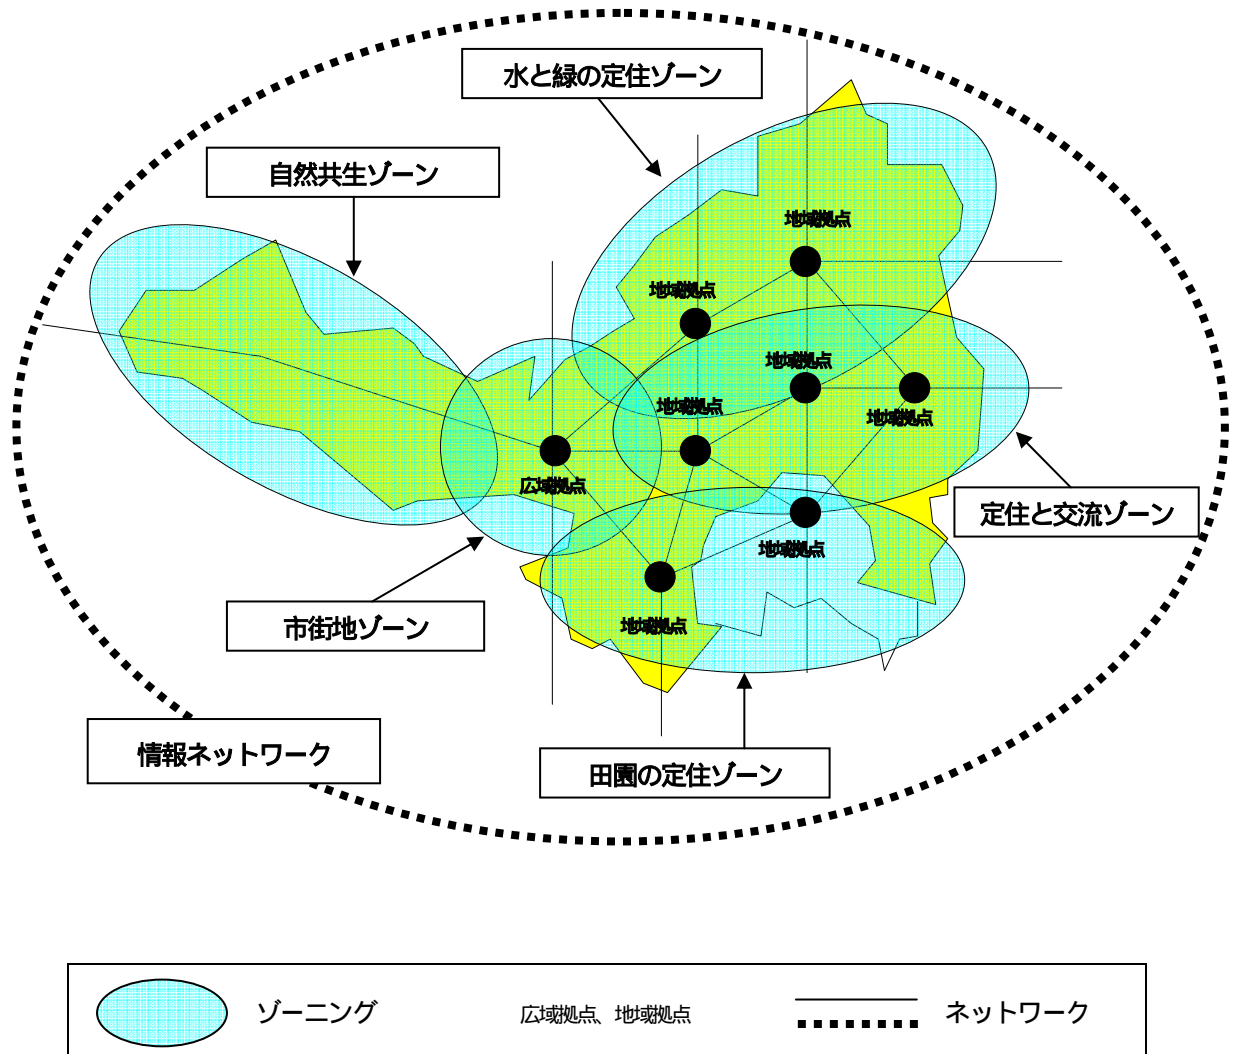 水と緑の定住ゾーン
自然共生ゾーン
地域拠点
地域拠点
地域拠点
地域拠点
地域拠点
広域拠点
定住と交流ゾーン
地域拠点
市街地ゾーン
地域拠点
情報ネットワーク
田園の定住ゾーン
ゾーニング
広域拠点、地域拠点
ネットワーク